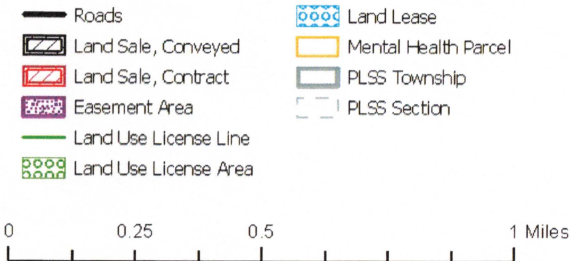 Roads
Land Sale, Conveyed
Land Sale, Contract
Easement Area
Land Use License Line
Land Use License Area
Land Lease
Mental Health Parcel
PLSS Township
PLSS Section
0 0.25 0.5 1 Miles